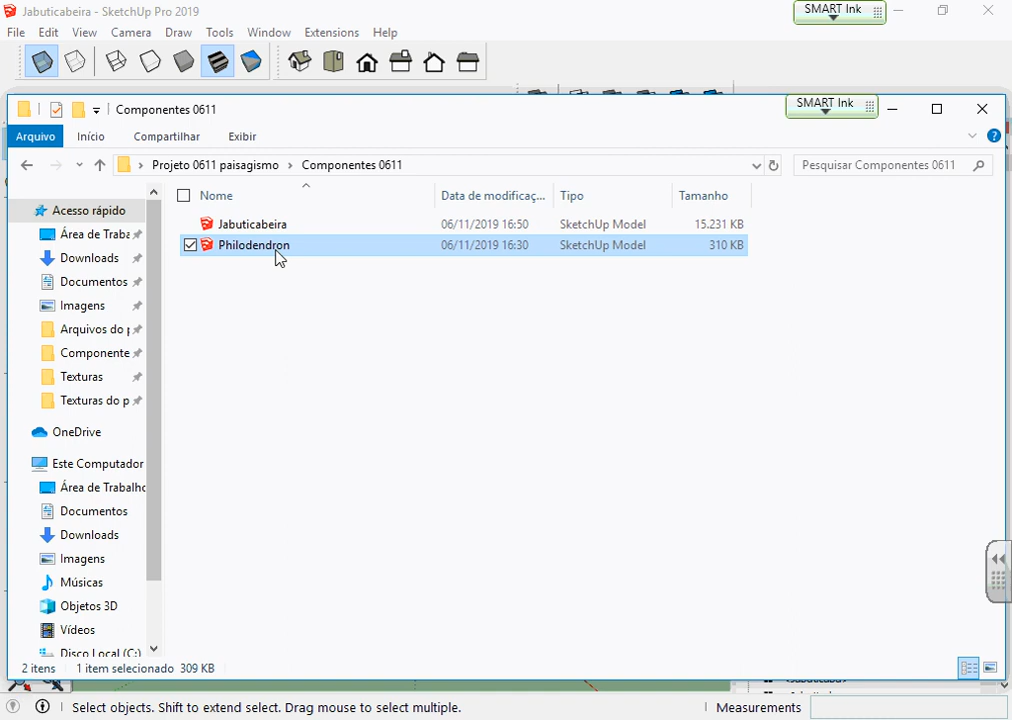 Jabuticabeira - SketchUp Pro 2019
SMART Ink
File Edit View Camera Draw Tools Window Extensions Help
Componentes 0611
SMART Ink
Arquivo Início Compartilhar Exibir
Projeto 0611 paisagismo > Componentes 0611
Pesquisar Componentes 0611
Nome Data de modificaç... Tipo Tamanho
Jabuticabeira 06/11/2019 16:50 SketchUp Model 15.231 KB
Philodendron 06/11/2019 16:30 SketchUp Model 310 KB
Acesso rápido
Área de Traba
Downloads
Documentos
Imagens
Arquivos do p
Componente
Texturas
Texturas do p
OneDrive
Este Computador
Área de Trabalho
Documentos
Downloads
Imagens
Músicas
Objetos 3D
Vídeos
Disco Local (C:)
2 itens 1 item selecionado 309 KB
Select objects. Shift to extend select. Drag mouse to select multiple.
Measurements